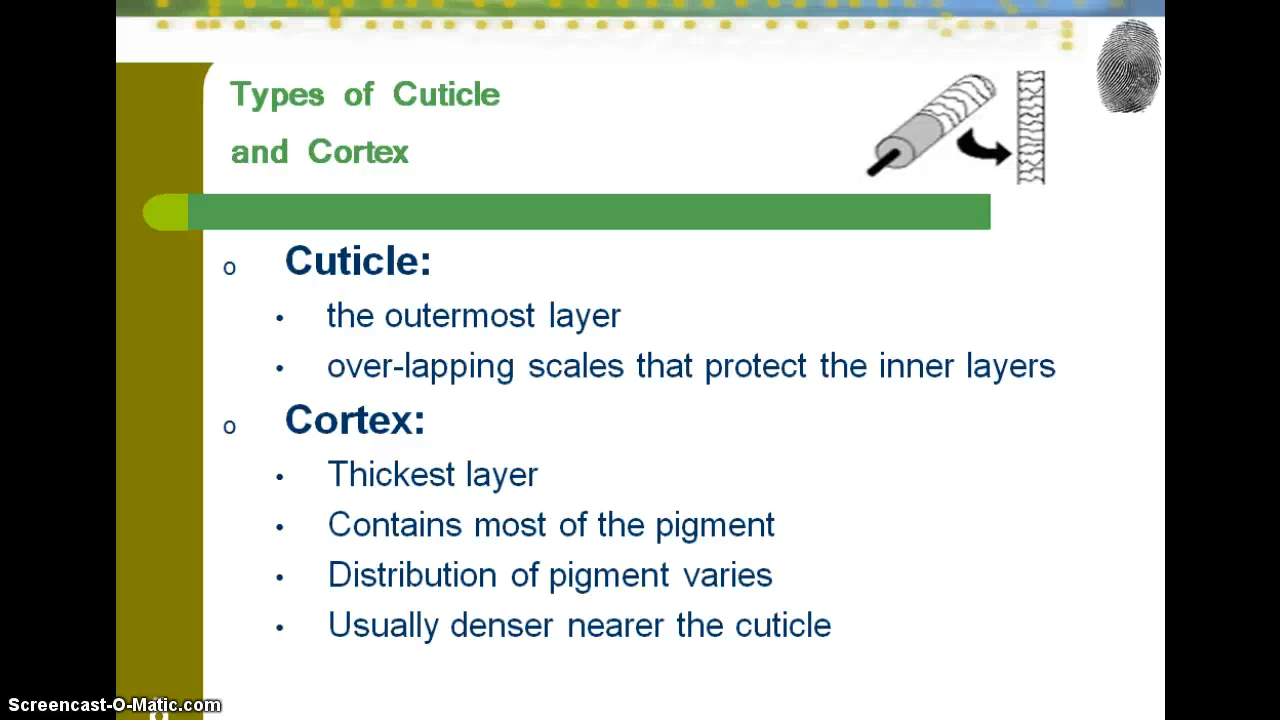 Types of Cuticle
and Cortex
o Cuticle:
• the outermost layer
• over-lapping scales that protect the inner layers
o Cortex:
• Thickest layer
• Contains most of the pigment
• Distribution of pigment varies
• Usually denser nearer the cuticle
Screencast-O-Matic.com